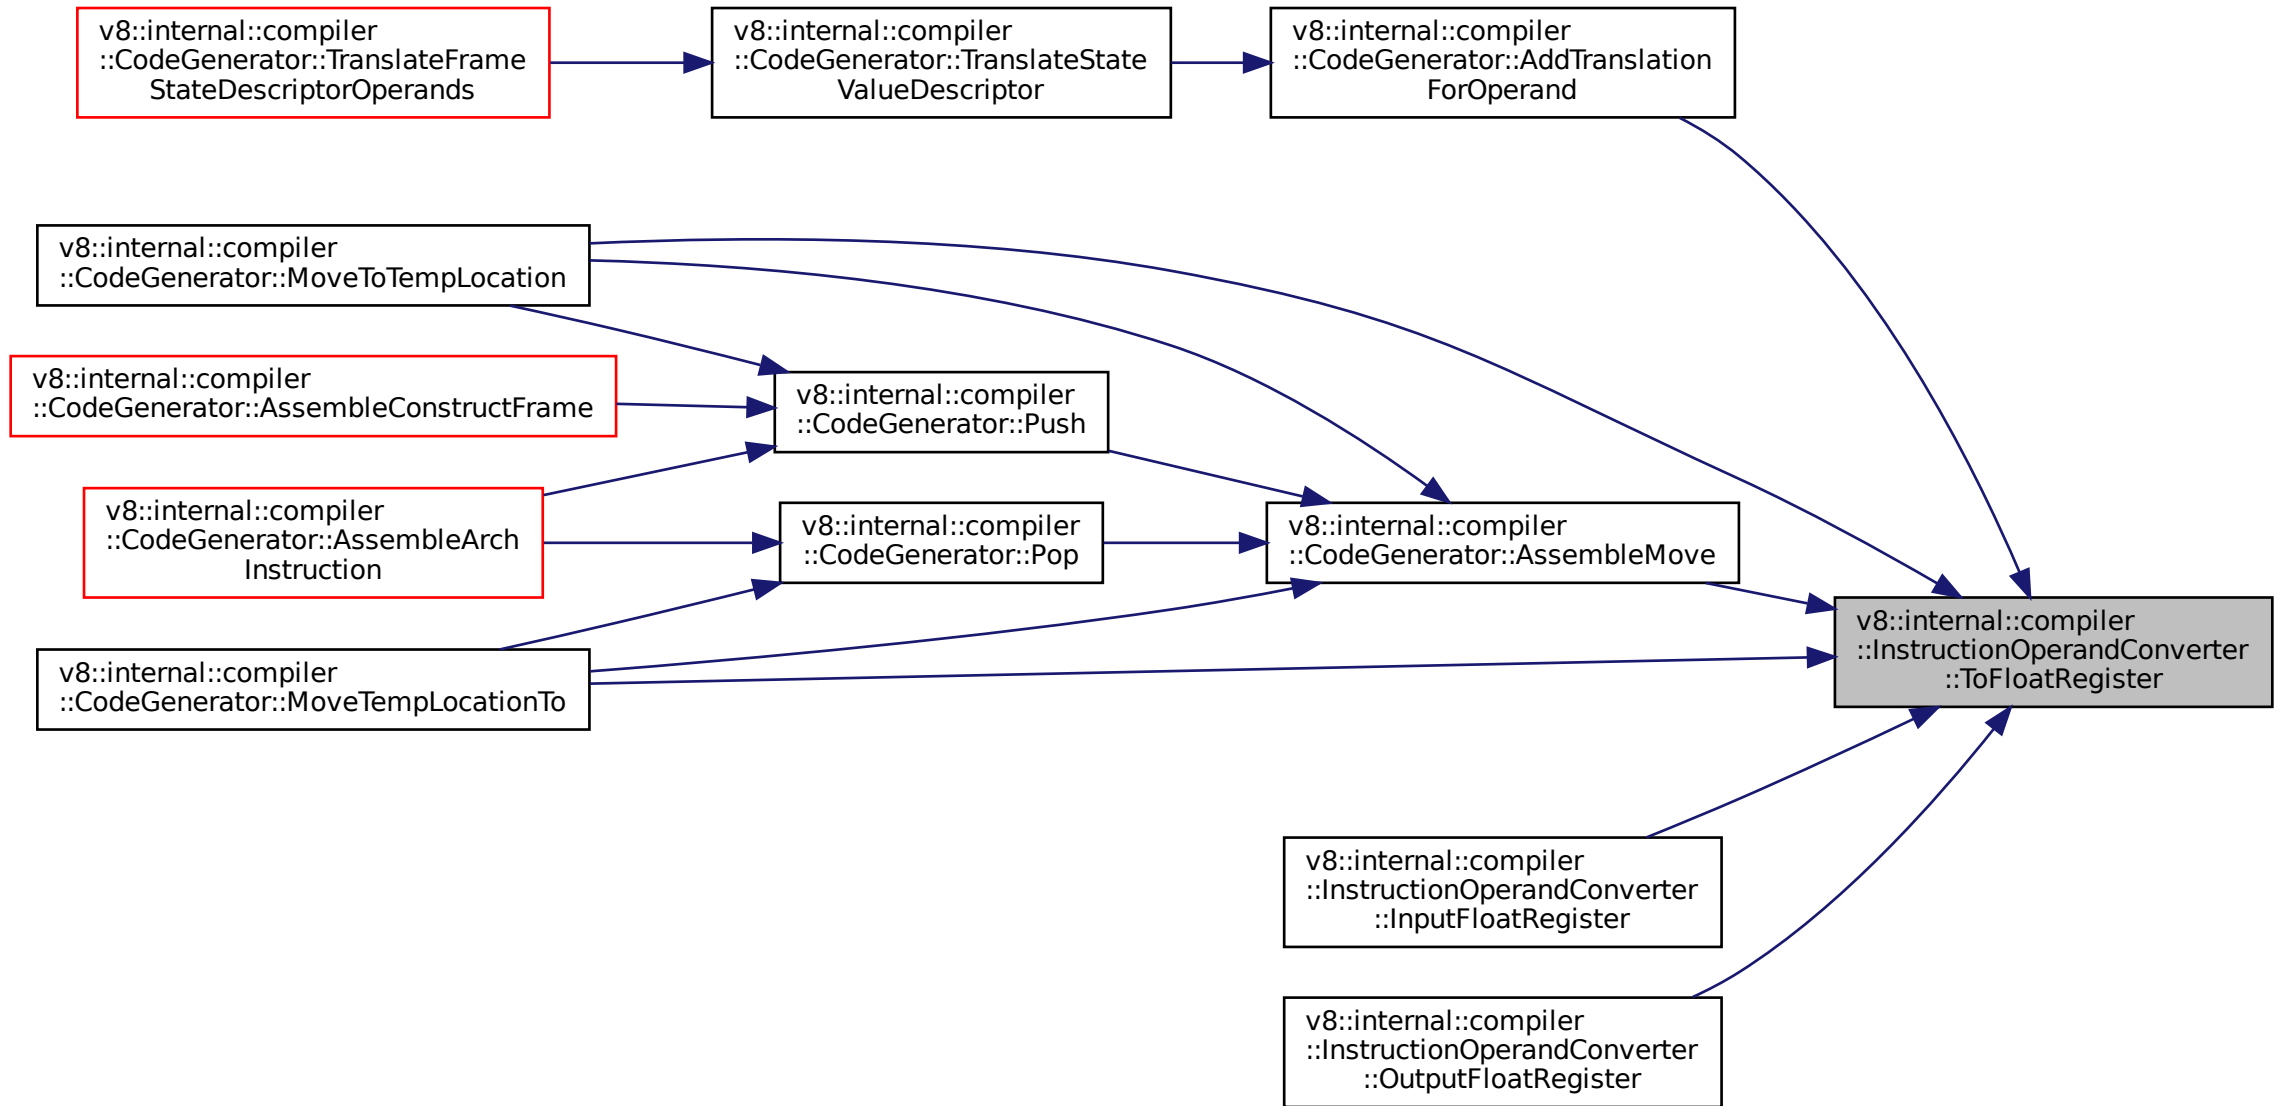 v8::internal::compiler
::CodeGenerator::TranslateFrame
StateDescriptorOperands
v8::internal::compiler
::CodeGenerator::TranslateState
ValueDescriptor
v8::internal::compiler
::CodeGenerator::AddTranslation
ForOperand
v8::internal::compiler
::CodeGenerator::MoveToTempLocation
v8::internal::compiler
::CodeGenerator::AssembleConstructFrame
v8::internal::compiler
::CodeGenerator::Push
v8::internal::compiler
::CodeGenerator::AssembleArch
Instruction
v8::internal::compiler
::CodeGenerator::Pop
v8::internal::compiler
::CodeGenerator::AssembleMove
v8::internal::compiler
::InstructionOperandConverter
::ToFloatRegister
v8::internal::compiler
::CodeGenerator::MoveTempLocationTo
v8::internal::compiler
::InstructionOperandConverter
::InputFloatRegister
v8::internal::compiler
::InstructionOperandConverter
::OutputFloatRegister